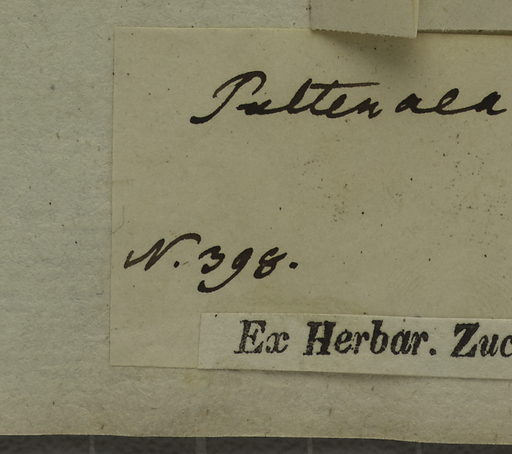 Pultenaea
N. 398.
Ex Herbar. Zuc